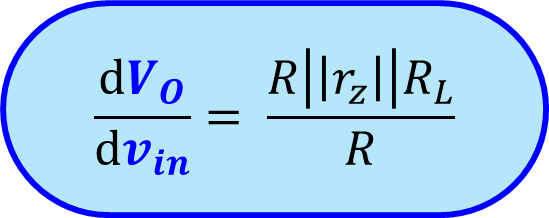 dV_O/dv_in = R||r_z||R_L/R